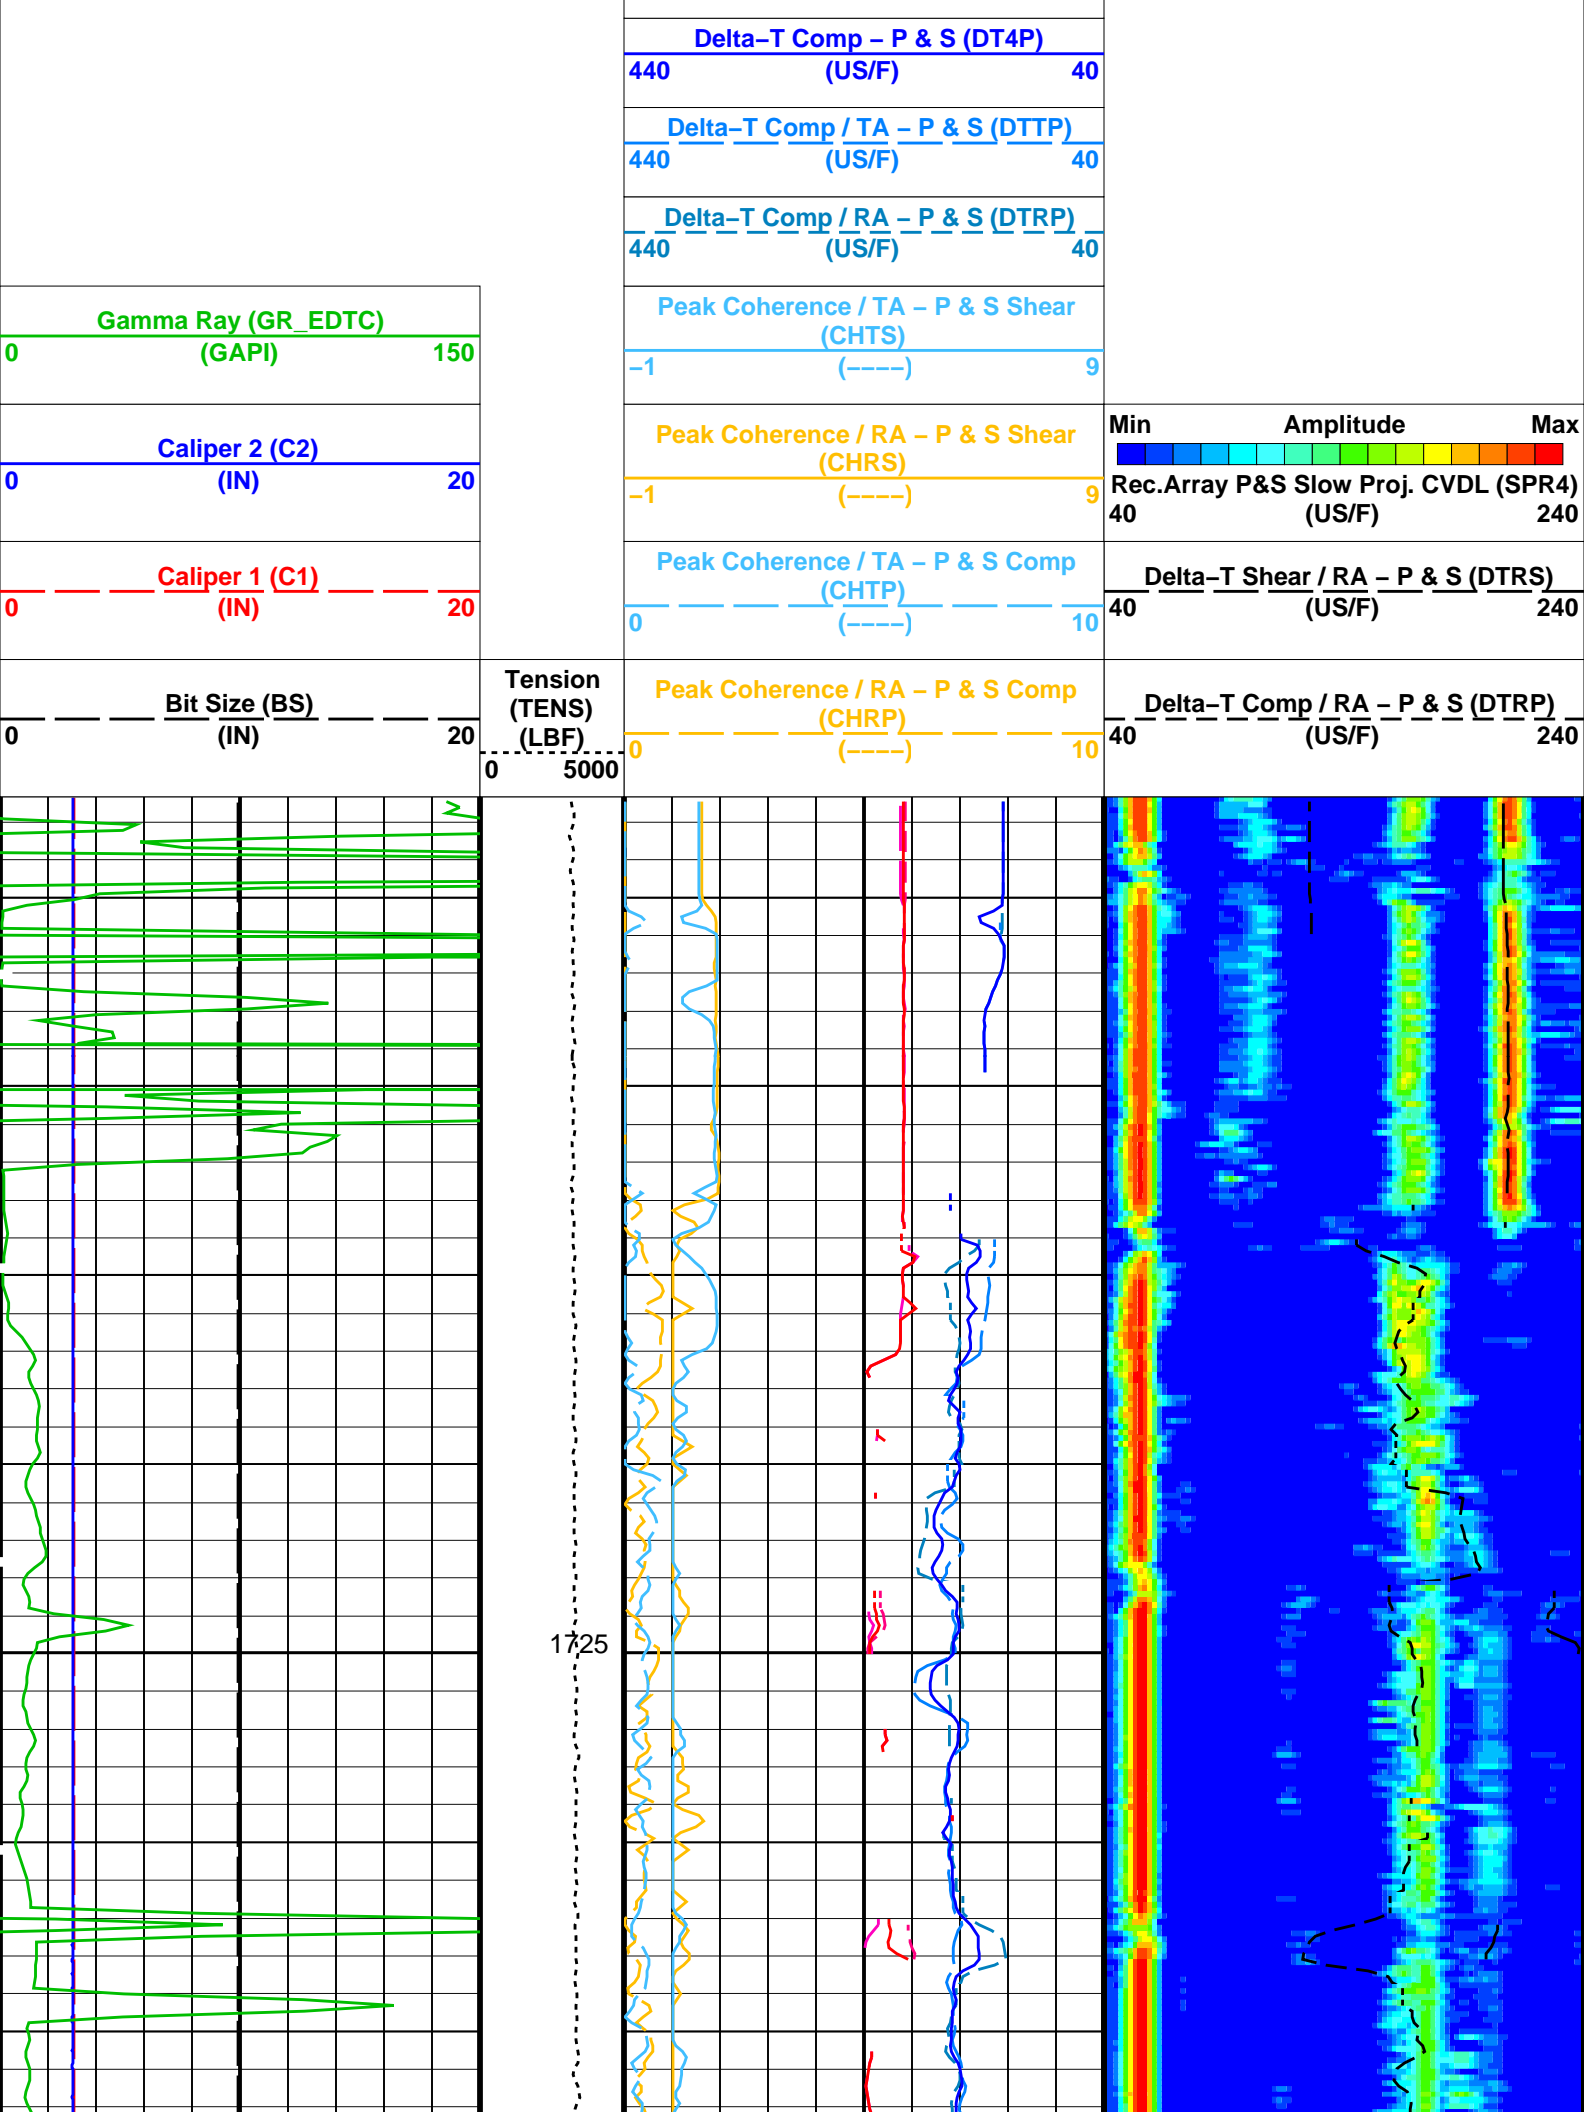 Delta–T Comp – P & S (DT4P)
440 (US/F) 40
Delta–T Comp / TA – P & S (DTTP)
440 (US/F) 40
Delta–T Comp / RA – P & S (DTRP)
440 (US/F) 40
Peak Coherence / TA – P & S Shear
(CHTS)
–1 (––––) 9
Gamma Ray (GR_EDTC)
0 (GAPI) 150
Peak Coherence / RA – P & S Shear
(CHRS)
–1 (––––) 9
Caliper 2 (C2)
0 (IN) 20
Min Amplitude Max
Rec.Array P&S Slow Proj. CVDL (SPR4)
40 (US/F) 240
Caliper 1 (C1)
0 (IN) 20
Peak Coherence / TA – P & S Comp
(CHTP)
0 (––––) 10
Delta–T Shear / RA – P & S (DTRS)
40 (US/F) 240
Bit Size (BS)
0 (IN) 20
Tension
(TENS)
(LBF)
0 5000
Peak Coherence / RA – P & S Comp
(CHRP)
0 (––––) 10
Delta–T Comp / RA – P & S (DTRP)
40 (US/F) 240
1725